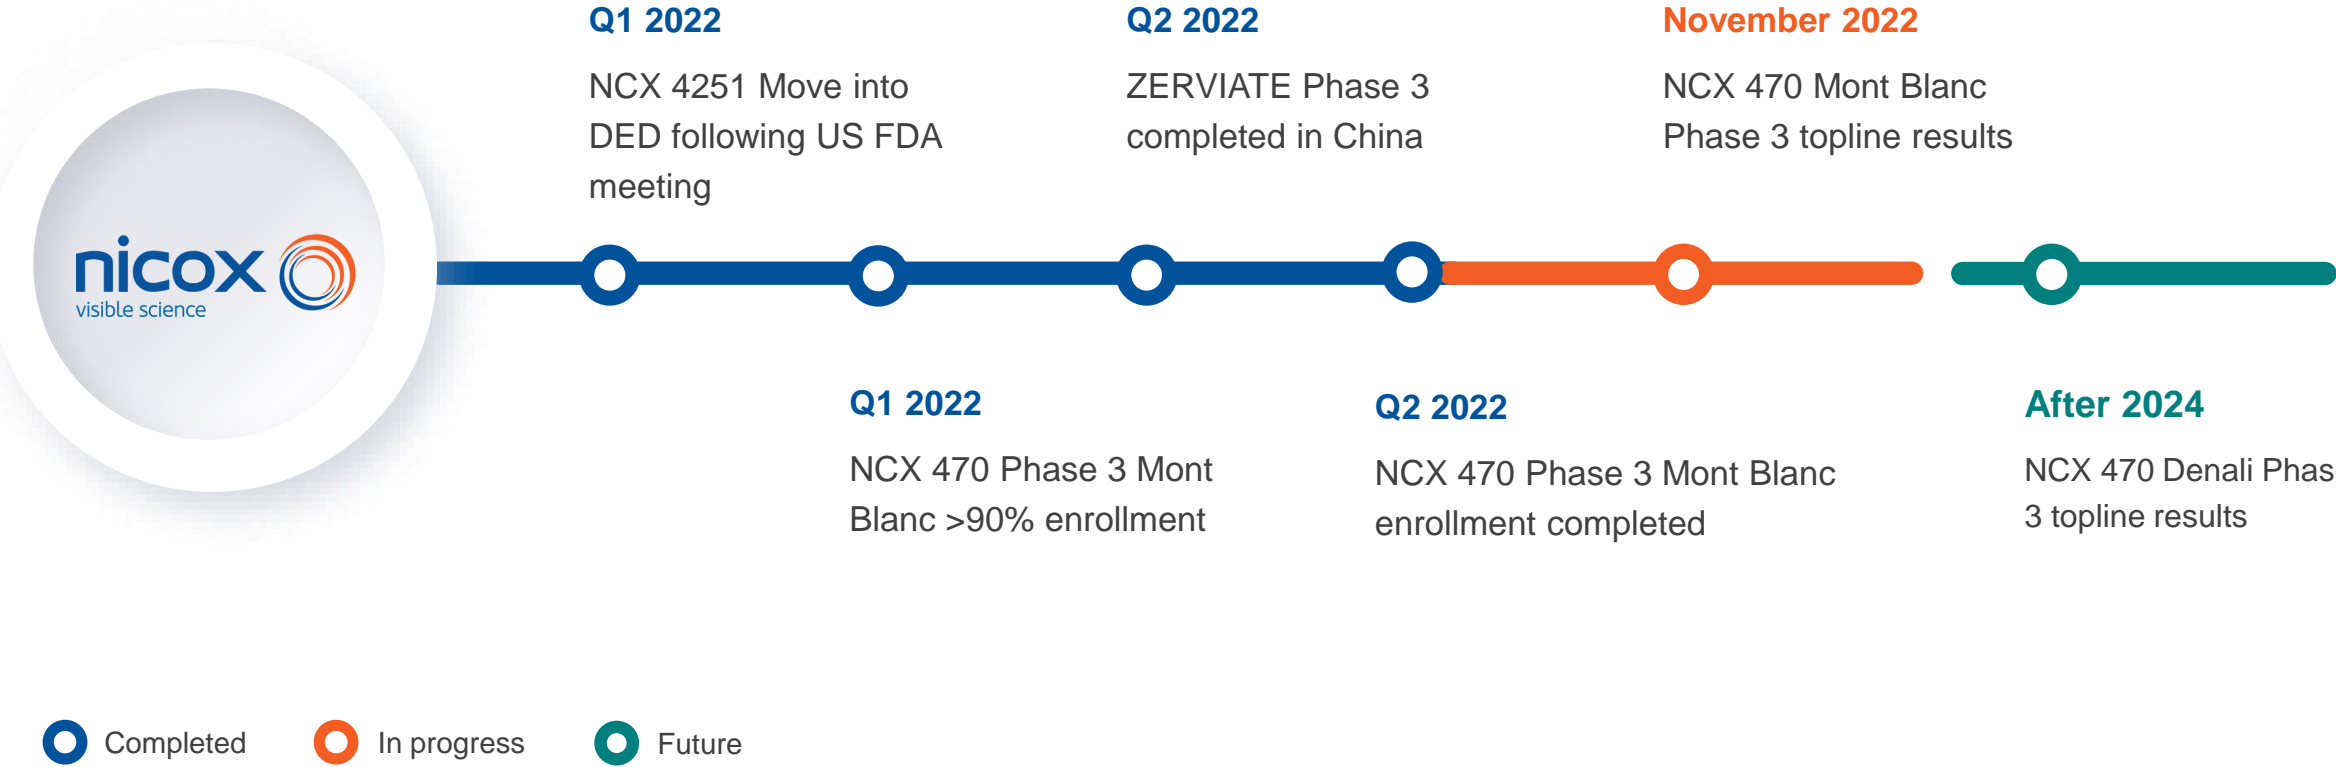 Q1 2022
NCX 4251 Move into
DED following US FDA
meeting
Q2 2022
ZERVIATE Phase 3
completed in China
November 2022
NCX 470 Mont Blanc
Phase 3 topline results
nicox
visible science
Q1 2022
NCX 470 Phase 3 Mont
Blanc >90% enrollment
Q2 2022
NCX 470 Phase 3 Mont Blanc
enrollment completed
After 2024
NCX 470 Denali Phas
3 topline results
Completed
In progress
Future